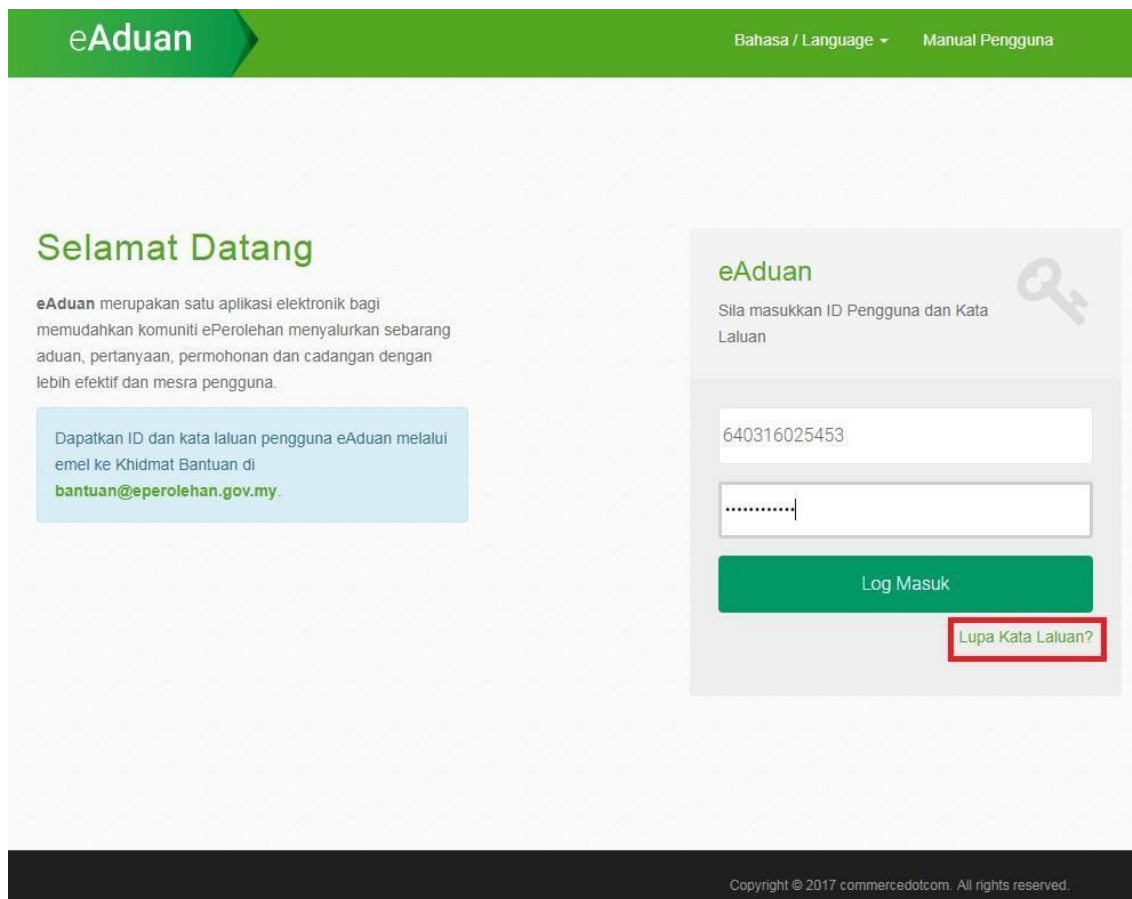 eAduan
Bahasa / Language
Manual Pengguna
Selamat Datang
eAduan merupakan satu aplikasi elektronik bagi
memudahkan komuniti ePerolehan menyalurkan sebarang
aduan, pertanyaan, permohonan dan cadangan dengan
lebih efektif dan mesra pengguna.
Dapatkan ID dan kata laluan pengguna eAduan melalui
emel ke Khidmat Bantuan di
bantuan@eperolehan.gov.my.
eAduan
Sila masukkan ID Pengguna dan Kata
Laluan
640316025453
••••••••••••
Log Masuk
Lupa Kata Laluan?
Copyright © 2017 commercedotcom. All rights reserved.